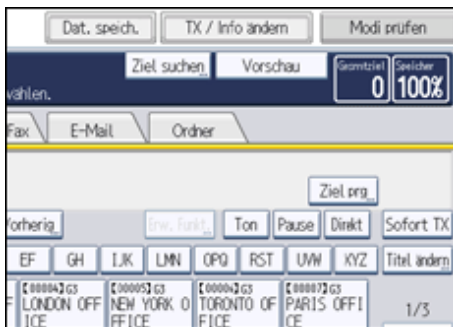 Dat. speich. TX / Info ändern Modi prüfen
Ziel suchen Vorschau Gesamtziel Speicher
wählen. 0 100%
Fax E-Mail Ordner
Ziel prg.
Vorherig. Erw. Funkt. Ton Pause Direkt Sofort TX
EF GH IJK LMN OPQ RST UVW XYZ Titel ändern
[00004]G3 [00005]G3 [00006]G3 [00007]G3
F LONDON OFF NEW YORK O TORONTO OF PARIS OFFI 1/3
ICE FFICE FICE CE